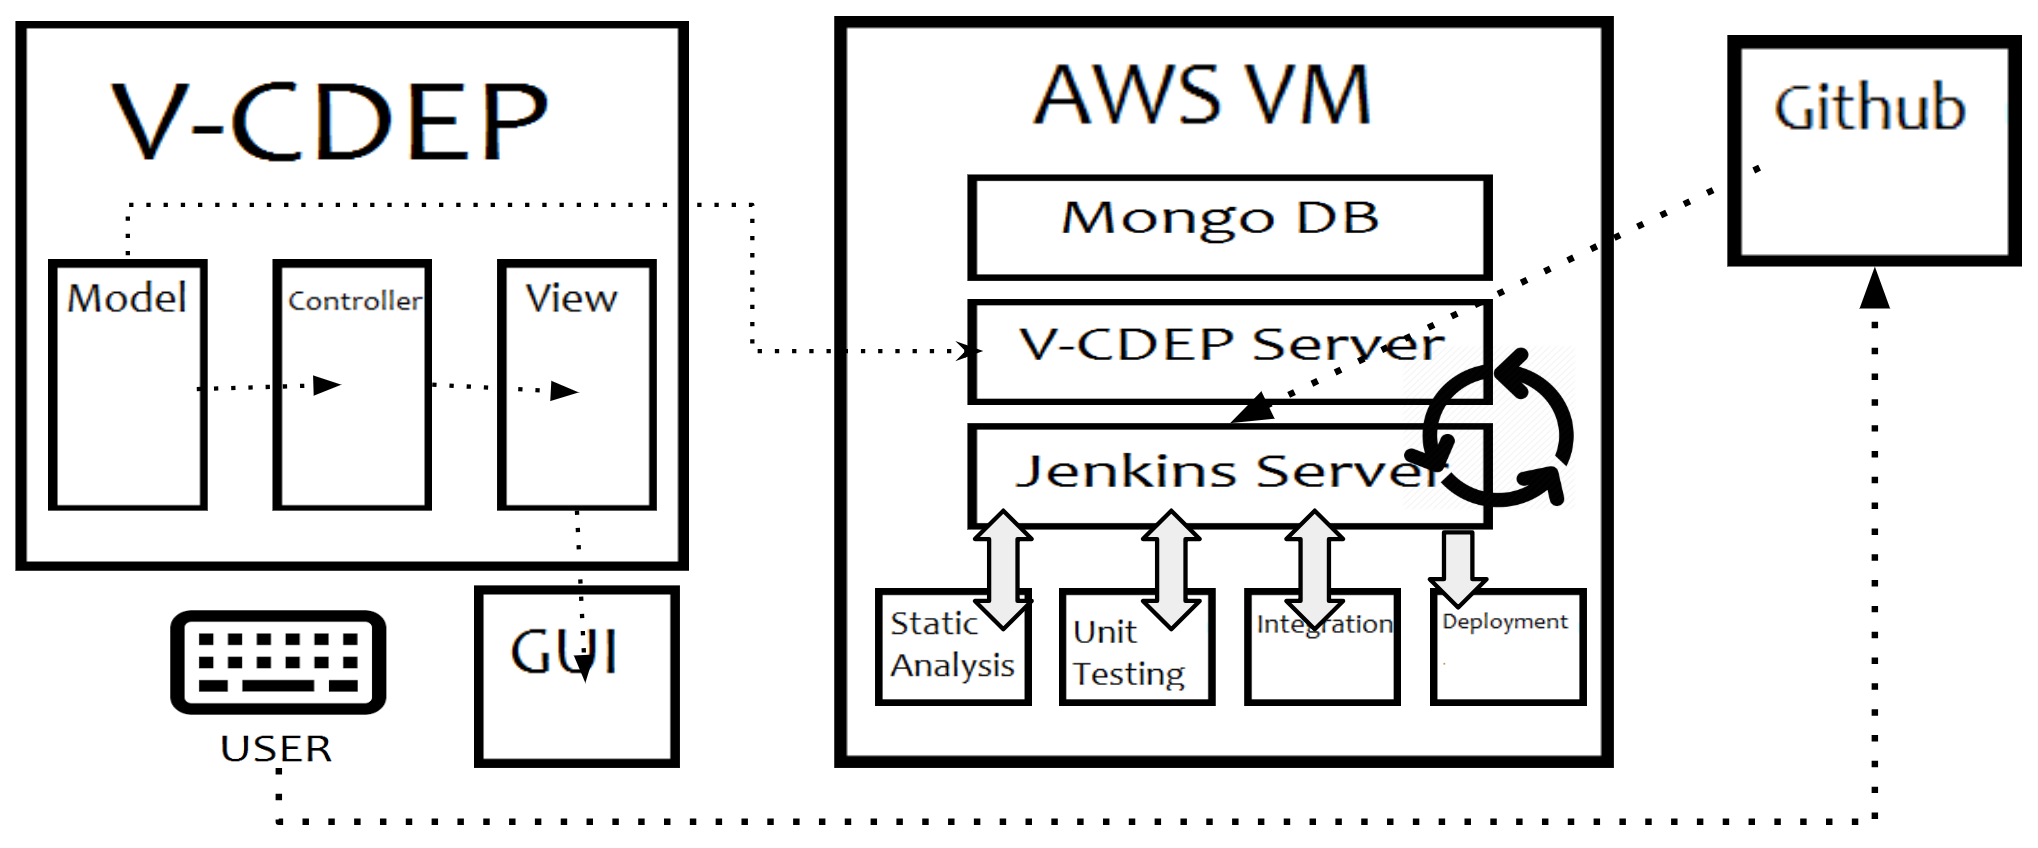 V-CDEP
Model
Controller
View
GUI
USER
AWS VM
Mongo DB
V-CDEP Server
Jenkins Server
Static
Analysis
Unit
Testing
Integration
Deployment
Github